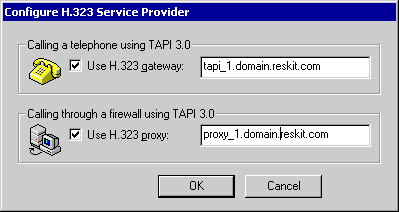 Configure H.323 Service Provider
Calling a telephone using TAPI 3.0
Use H.323 gateway: tapi_1.domain.reskit.com
Calling through a firewall using TAPI 3.0
Use H.323 proxy: proxy_1.domain.reskit.com
OK Cancel